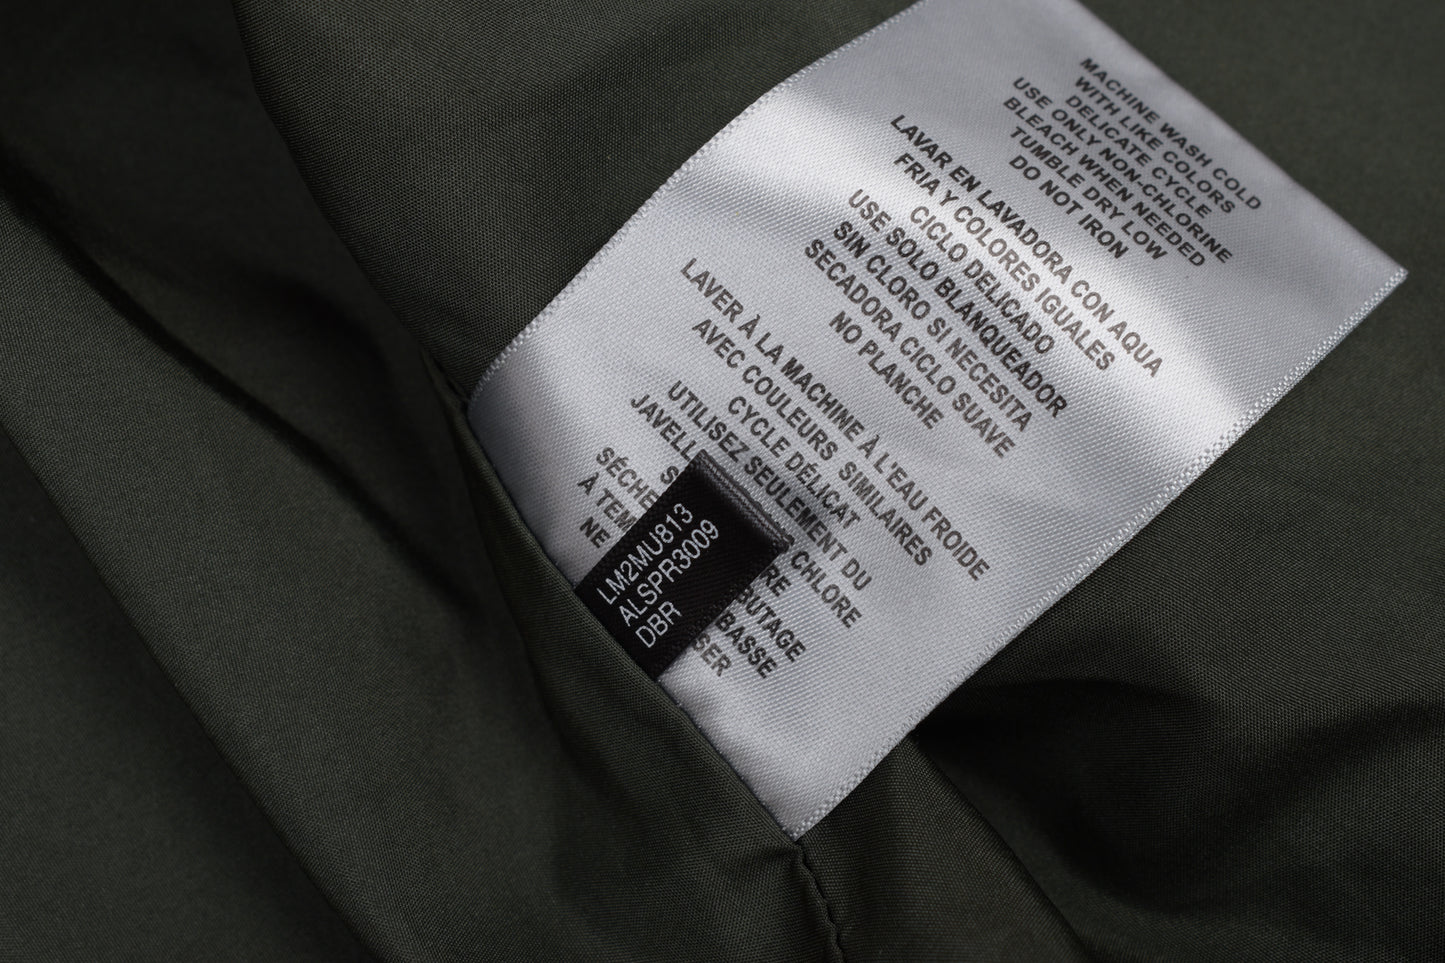 MACHINE WASH COLD
WITH LIKE COLORS
DELICATE CYCLE
USE ONLY NON-CHLORINE
BLEACH WHEN NEEDED
TUMBLE DRY LOW
DO NOT IRON
LAVAR EN LAVADORA CON AQUA
FRIA Y COLORES IGUALES
CICLO DELICADO
USE SOLO BLANQUEADOR
SIN CLORO SI NECESITA
SECADORA CICLO SUAVE
NO PLANCHE
LAVER À LA MACHINE À L'EAU FROIDE
AVEC COULEURS SIMILAIRES
CYCLE DÉLICAT
UTILISEZ SEULEMENT DU
JAVELL CHLORE
SÉCHE BUTAGE
À TEM BASSE
NE SER
LM2MU813
ALSPR3009
DBR